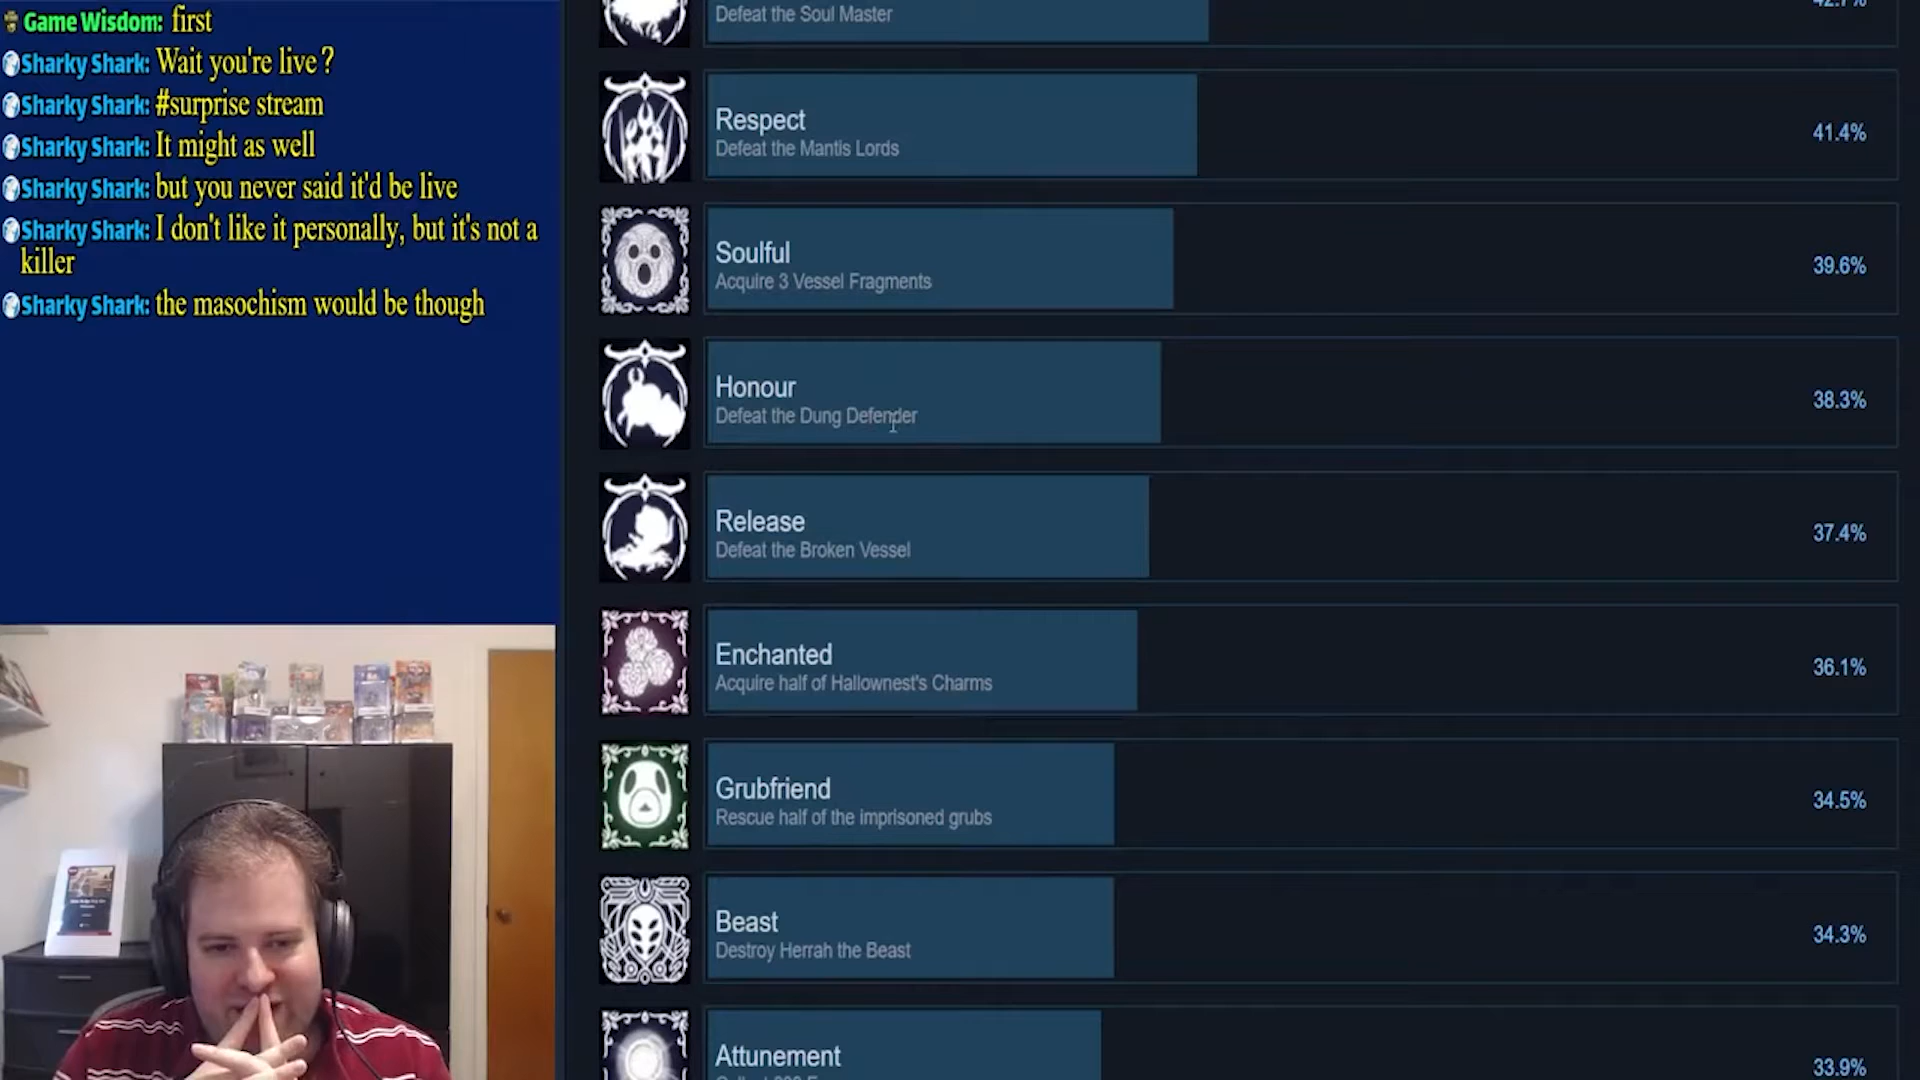 Game Wisdom: first
Sharky Shark: Wait you're live?
Sharky Shark: #surprise stream
Sharky Shark: It might as well
Sharky Shark: but you never said it'd be live
Sharky Shark: I don't like it personally, but it's not a
killer
Sharky Shark: the masochism would be though
Defeat the Soul Master
42.7%
Respect
Defeat the Mantis Lords
41.4%
Soulful
Acquire 3 Vessel Fragments
39.6%
Honour
Defeat the Dung Defender
38.3%
Release
Defeat the Broken Vessel
37.4%
Enchanted
Acquire half of Hallownest's Charms
36.1%
Grubfriend
Rescue half of the imprisoned grubs
34.5%
Beast
Destroy Herrah the Beast
34.3%
Attunement
33.9%